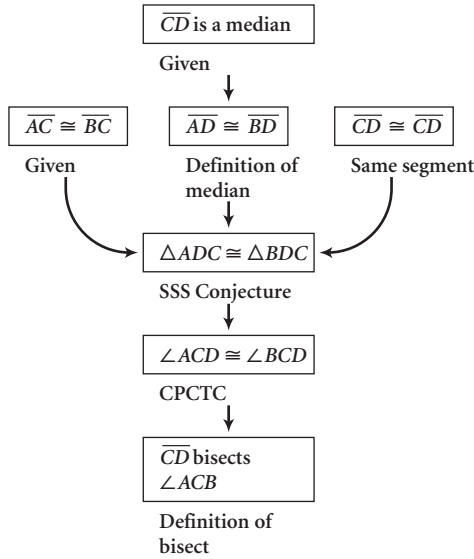 CD is a median
Given
AC ≅ BC
AD ≅ BD
CD ≅ CD
Given
Definition of
median
Same segment
△ADC ≅ △BDC
SSS Conjecture
∠ACD ≅ ∠BCD
CPCTC
CD bisects
∠ACB
Definition of
bisect